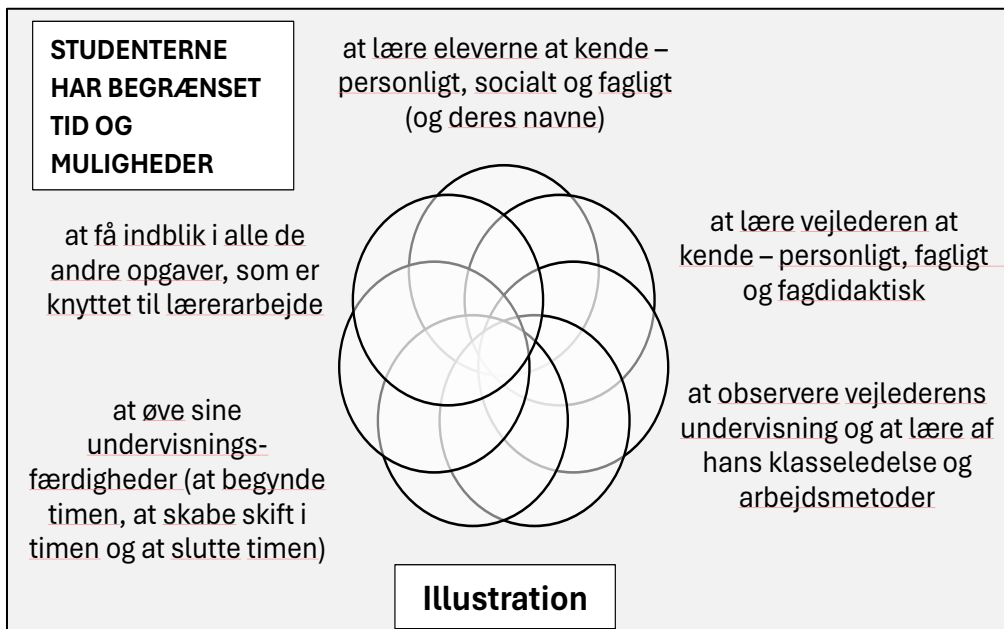 STUDENTERNE
HAR BEGRÆNSET
TID OG
MULIGHEDER
at lære eleverne at kende –
personligt, socialt og fagligt
(og deres navne)
at få indblik i alle de
andre opgaver, som er
knyttet til lærerarbejde
at lære vejlederen at
kende – personligt, fagligt
og fagdidaktisk
at øve sine
undervisnings-
færdigheder (at begynde
timen, at skabe skift i
timen og at slutte timen)
at observere vejlederens
undervisning og at lære af
hans klasseledelse og
arbejdsmetoder
Illustration